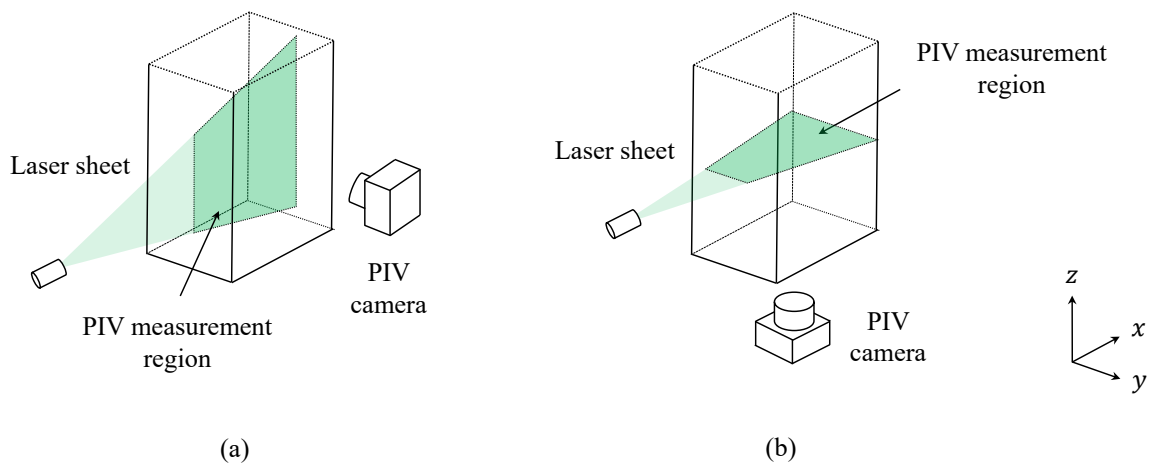 Laser sheet
PIV
camera
PIV measurement
region
(a)
PIV measurement
region
Laser sheet
PIV
camera
z
x
y
(b)